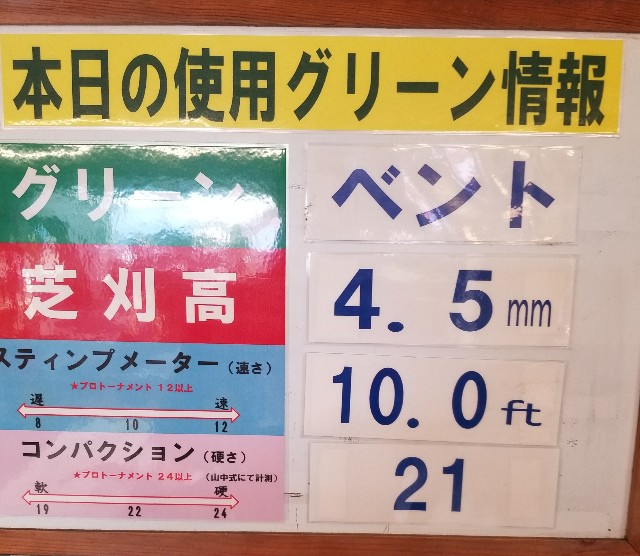 本日の使用グリーン情報
グリーン
ベント
芝刈高
4.5mm
スティンプメーター(速さ)
★プロトーナメント 12以上
遅 速
8 10 12
10.0ft
コンパクション(硬さ)
★プロトーナメント 24以上 (山中式にて計測)
軟 硬
19 22 24
21